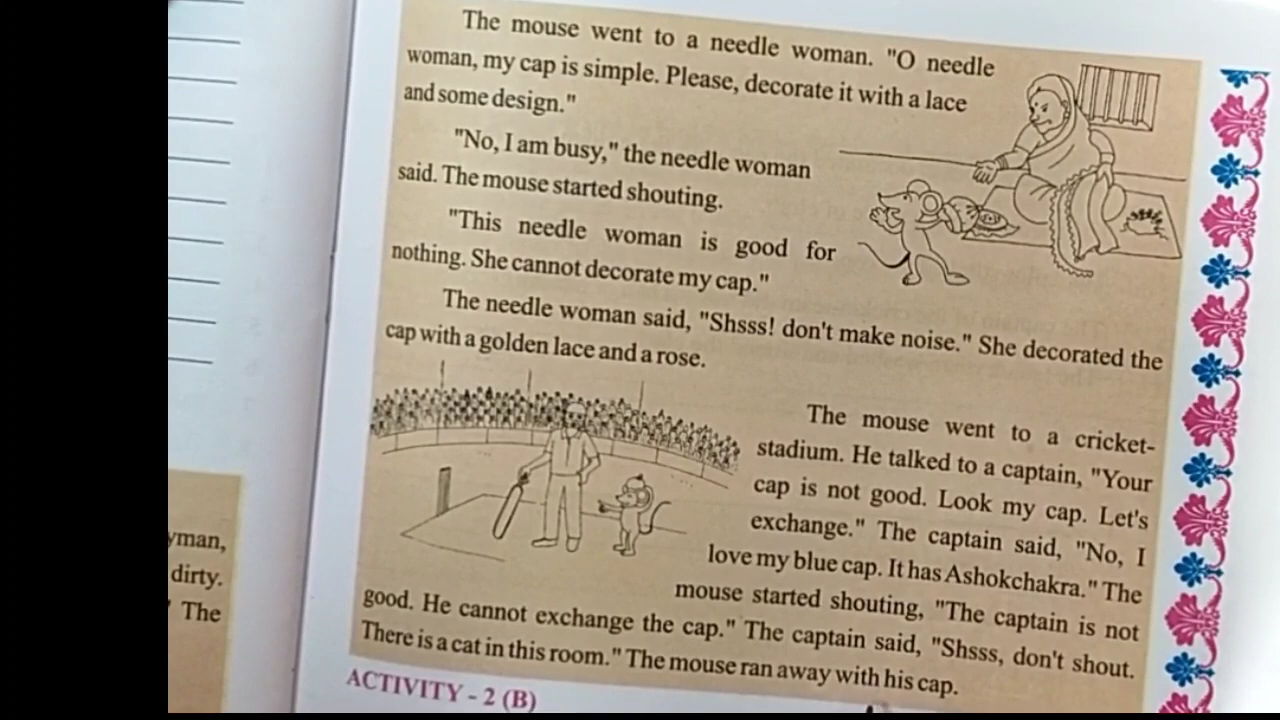 The mouse went to a needle woman. "O needle
woman, my cap is simple. Please, decorate it with a lace
and some design."
"No, I am busy," the needle woman
said. The mouse started shouting.
"This needle woman is good for
nothing. She cannot decorate my cap."
The needle woman said, "Shsss! don't make noise." She decorated the
cap with a golden lace and a rose.
The mouse went to a cricket-
stadium. He talked to a captain, "Your
cap is not good. Look my cap. Let's
exchange." The captain said, "No, I
love my blue cap. It has Ashokchakra." The
mouse started shouting, "The captain is not
good. He cannot exchange the cap." The captain said, "Shsss, don't shout.
There is a cat in this room." The mouse ran away with his cap.
ACTIVITY - 2 (B)
yman,
dirty.
The